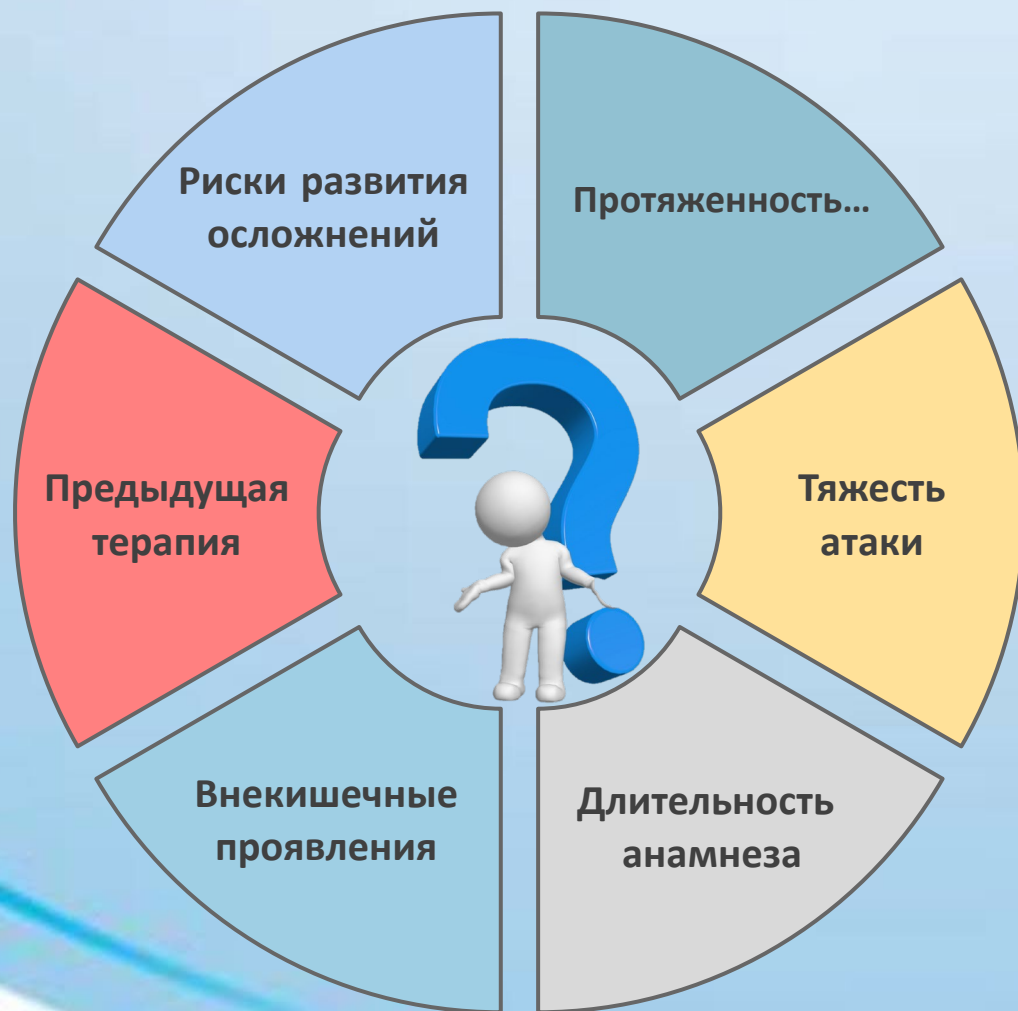 Риски развития
осложнений
Протяженность…
Тяжесть
атаки
Длительность
анамнеза
Внекишечные
проявления
Предыдущая
терапия